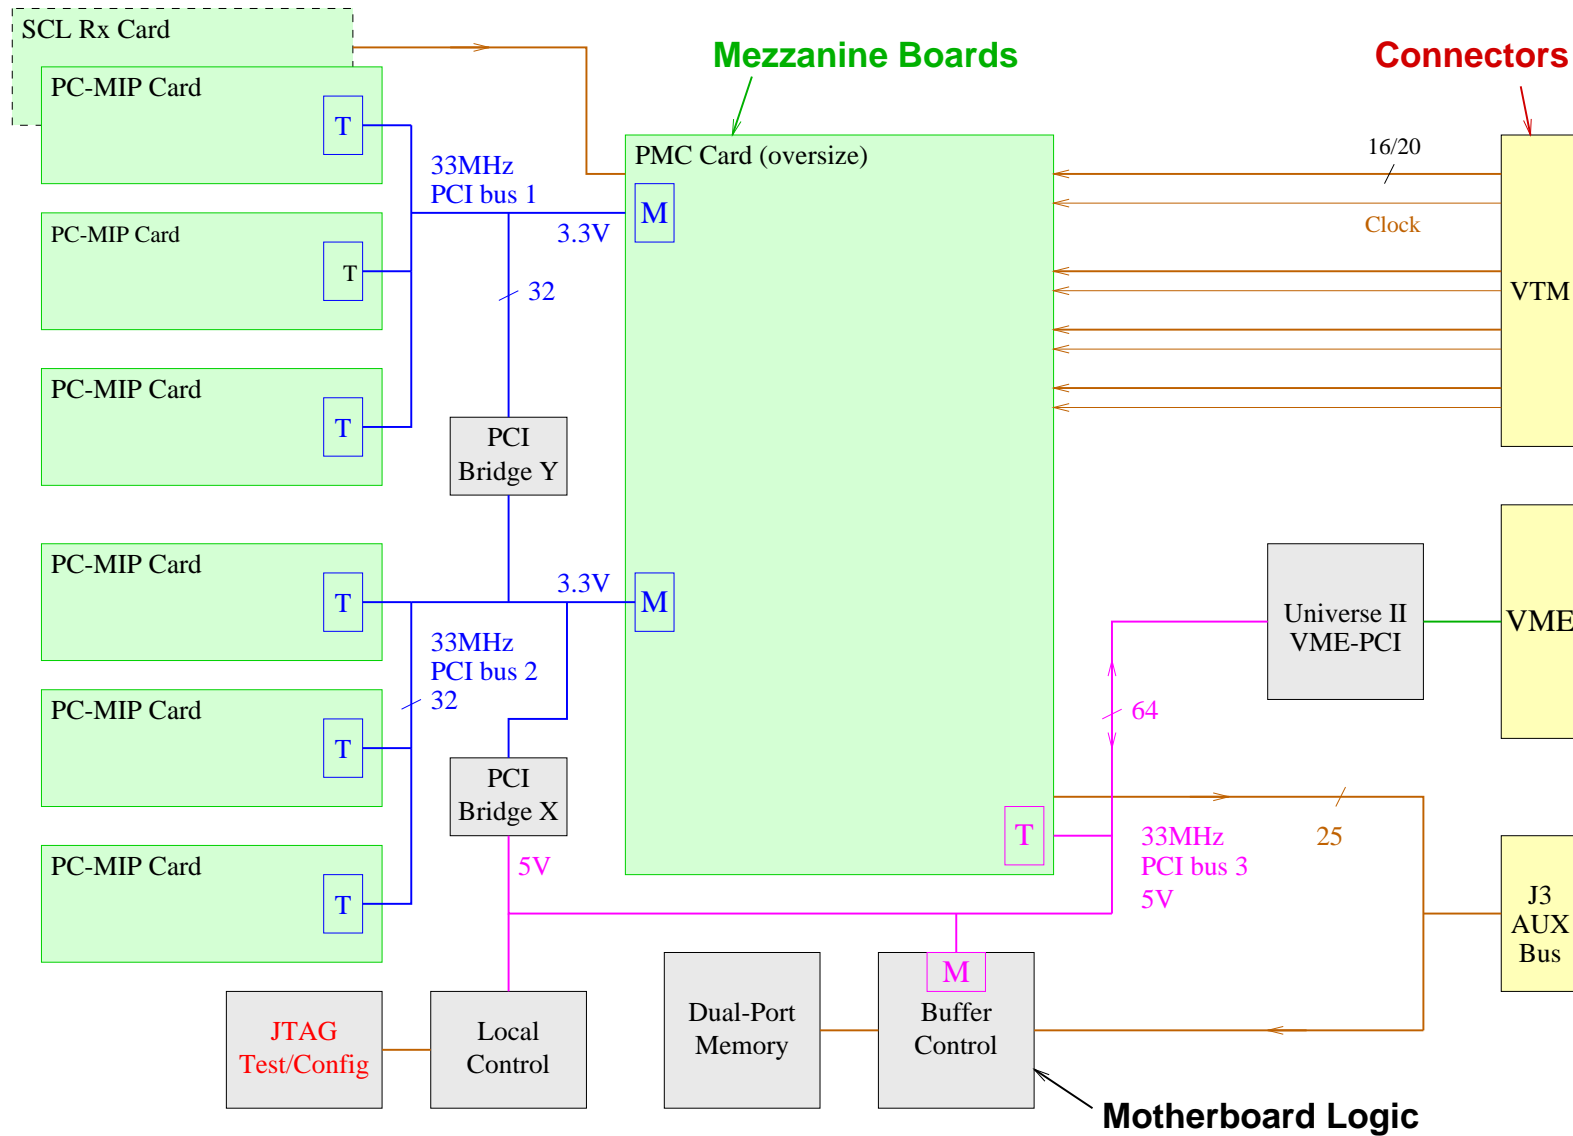 SCL Rx Card
Mezzanine Boards
Connectors
PC-MIP Card
T
33MHz
PCI bus 1
3.3V
PMC Card (oversize)
M
16/20
Clock
PC-MIP Card
T
32
VTM
PC-MIP Card
T
PCI
Bridge Y
PC-MIP Card
T
3.3V
M
33MHz
PCI bus 2
32
Universe II
VME-PCI
VME
PC-MIP Card
T
64
PCI
Bridge X
5V
T
33MHz
PCI bus 3
5V
25
PC-MIP Card
T
J3
AUX
Bus
JTAG
Test/Config
Local
Control
Dual-Port
Memory
M
Buffer
Control
Motherboard Logic